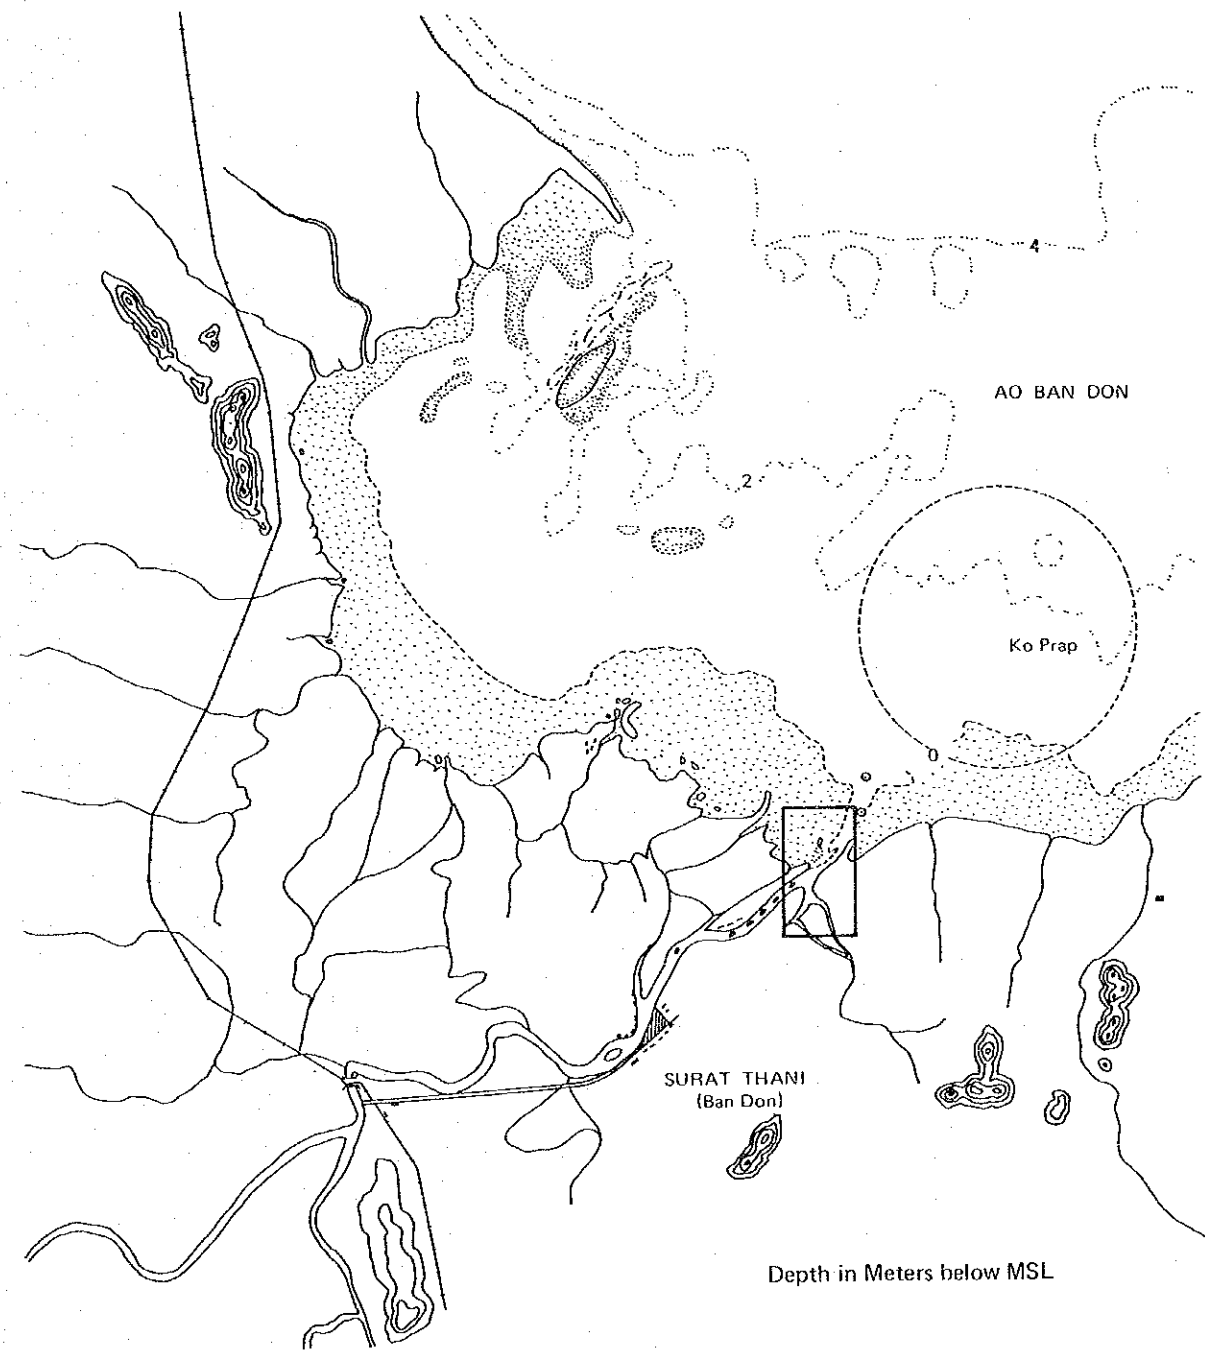 4
AO BAN DON
2
Ko Prap
0
SURAT THANI
(Ban Don)
Depth in Meters below MSL